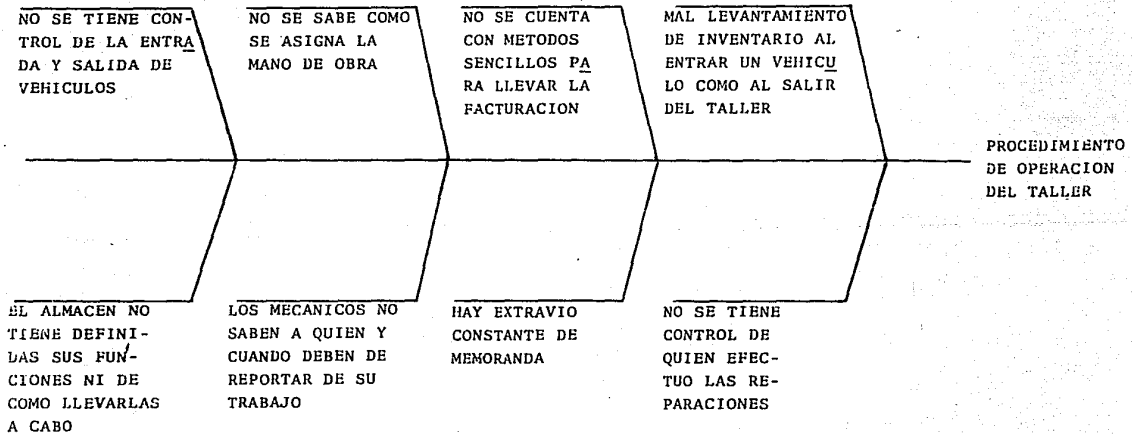 NO SE TIENE CON-
TROL DE LA ENTRA
DA Y SALIDA DE
VEHICULOS
NO SE SABE COMO
SE ASIGNA LA
MANO DE OBRA
NO SE CUENTA
CON METODOS
SENCILLOS PA
RA LLEVAR LA
FACTURACION
MAL LEVANTAMIENTO
DE INVENTARIO AL
ENTRAR UN VEHICU
LO COMO AL SALIR
DEL TALLER
PROCEDIMIENTO
DE OPERACION
DEL TALLER
EL ALMACEN NO
TIENE DEFINI-
DAS SUS FUN-
CIONES NI DE
COMO LLEVARLAS
A CABO
LOS MECANICOS NO
SABEN A QUIEN Y
CUANDO DEBEN DE
REPORTAR DE SU
TRABAJO
HAY EXTRAVIO
CONSTANTE DE
MEMORANDA
NO SE TIENE
CONTROL DE
QUIEN EFEC-
TUO LAS RE-
PARACIONES